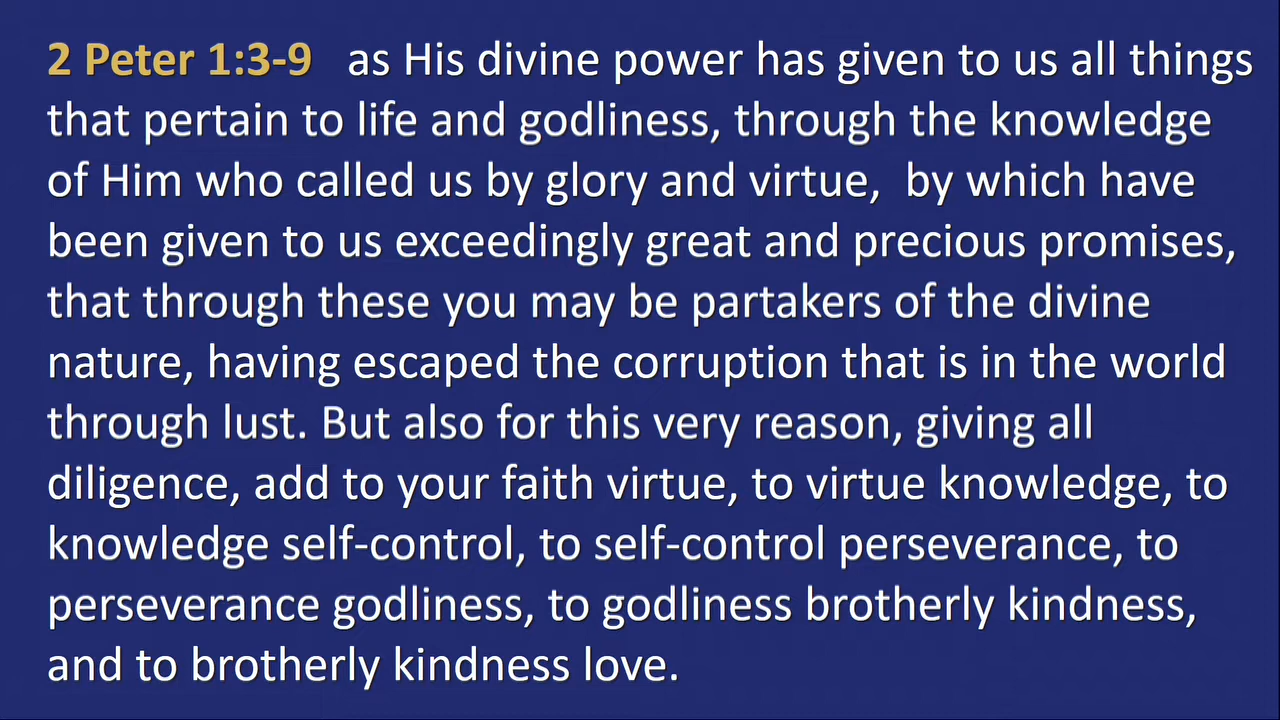 2 Peter 1:3-9 as His divine power has given to us all things
that pertain to life and godliness, through the knowledge
of Him who called us by glory and virtue, by which have
been given to us exceedingly great and precious promises,
that through these you may be partakers of the divine
nature, having escaped the corruption that is in the world
through lust. But also for this very reason, giving all
diligence, add to your faith virtue, to virtue knowledge, to
knowledge self-control, to self-control perseverance, to
perseverance godliness, to godliness brotherly kindness,
and to brotherly kindness love.